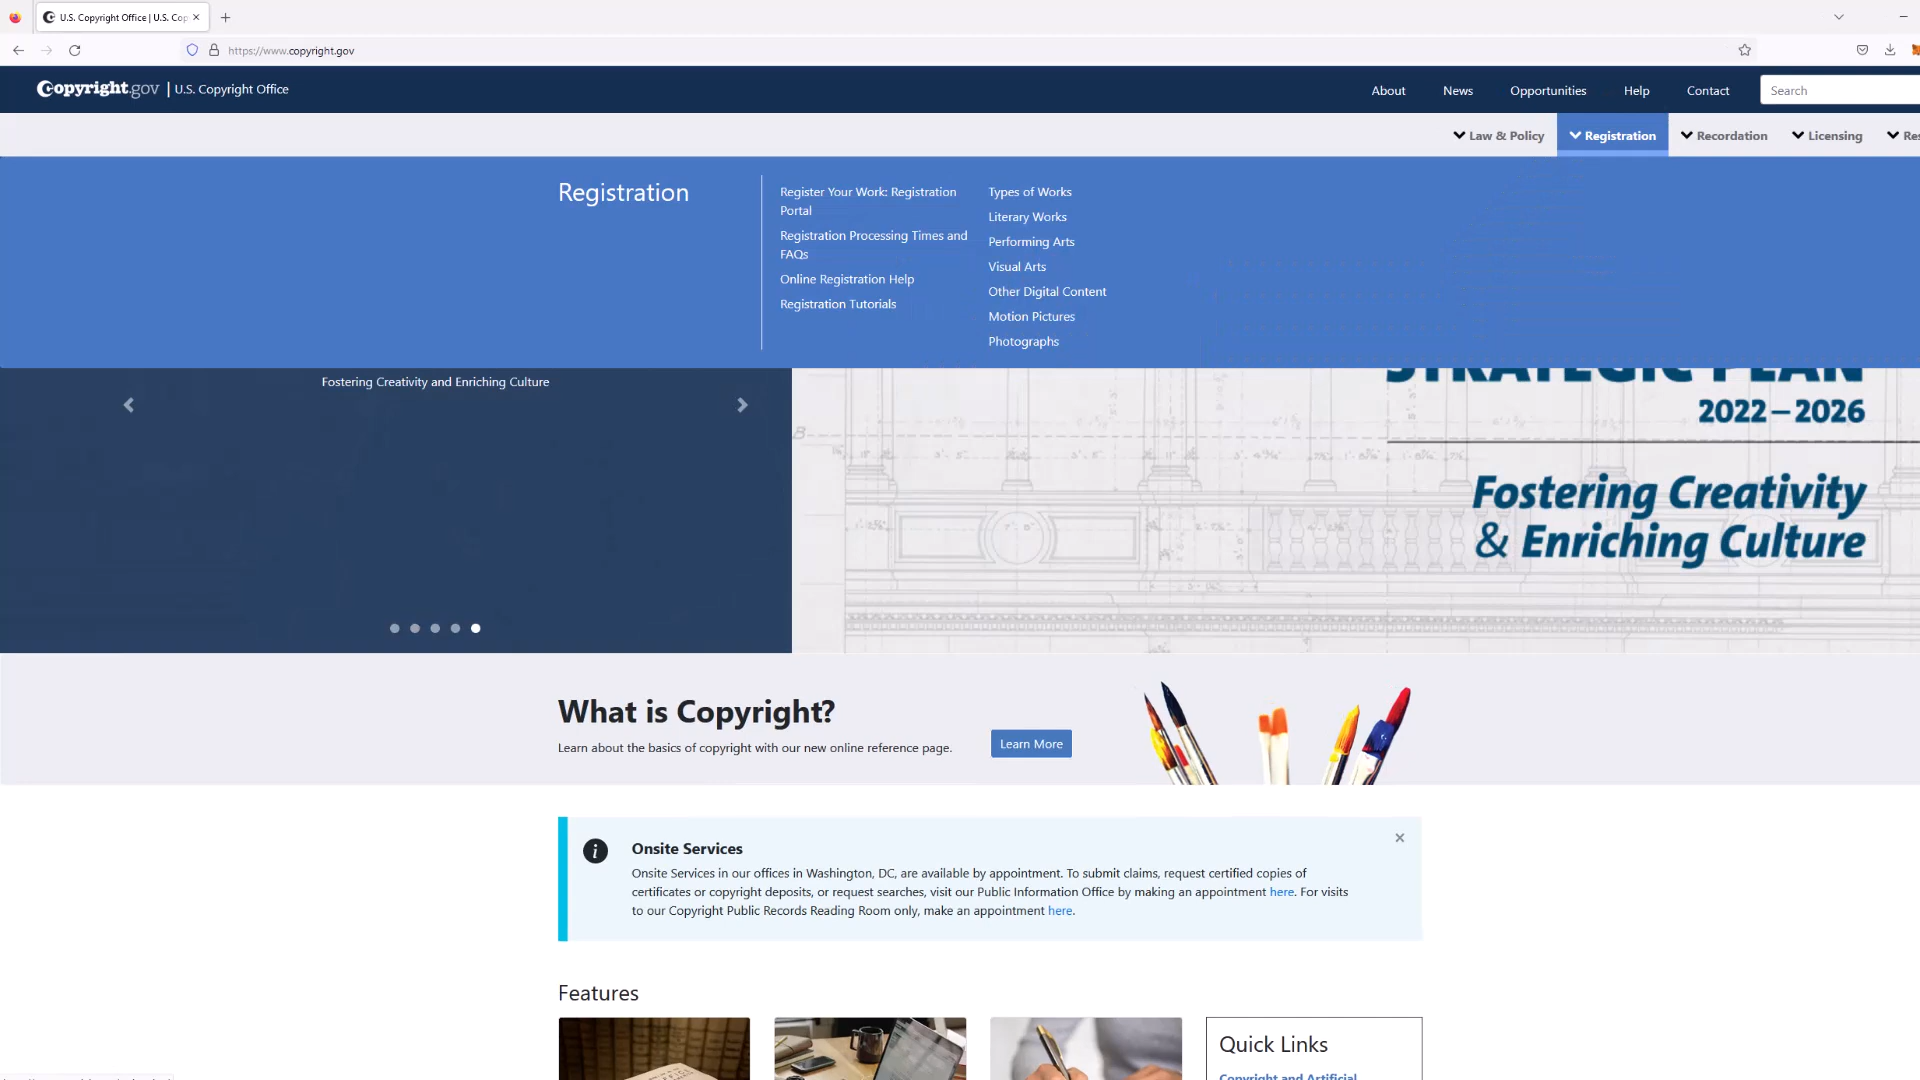 U.S. Copyright Office | U.S. Cop
https://www.copyright.gov
Copyright.gov | U.S. Copyright Office
About
News
Opportunities
Help
Contact
Search
Law & Policy
Registration
Recordation
Licensing
Registration
Register Your Work: Registration
Portal
Registration Processing Times and
FAQs
Online Registration Help
Registration Tutorials
Types of Works
Literary Works
Performing Arts
Visual Arts
Other Digital Content
Motion Pictures
Photographs
Fostering Creativity and Enriching Culture
STRATEGIC PLAN
2022–2026
Fostering Creativity
& Enriching Culture
What is Copyright?
Learn about the basics of copyright with our new online reference page.
Learn More
Onsite Services
Onsite Services in our offices in Washington, DC, are available by appointment. To submit claims, request certified copies of
certificates or copyright deposits, or request searches, visit our Public Information Office by making an appointment here. For visits
to our Copyright Public Records Reading Room only, make an appointment here.
Features
Quick Links
Copyright and Artificial